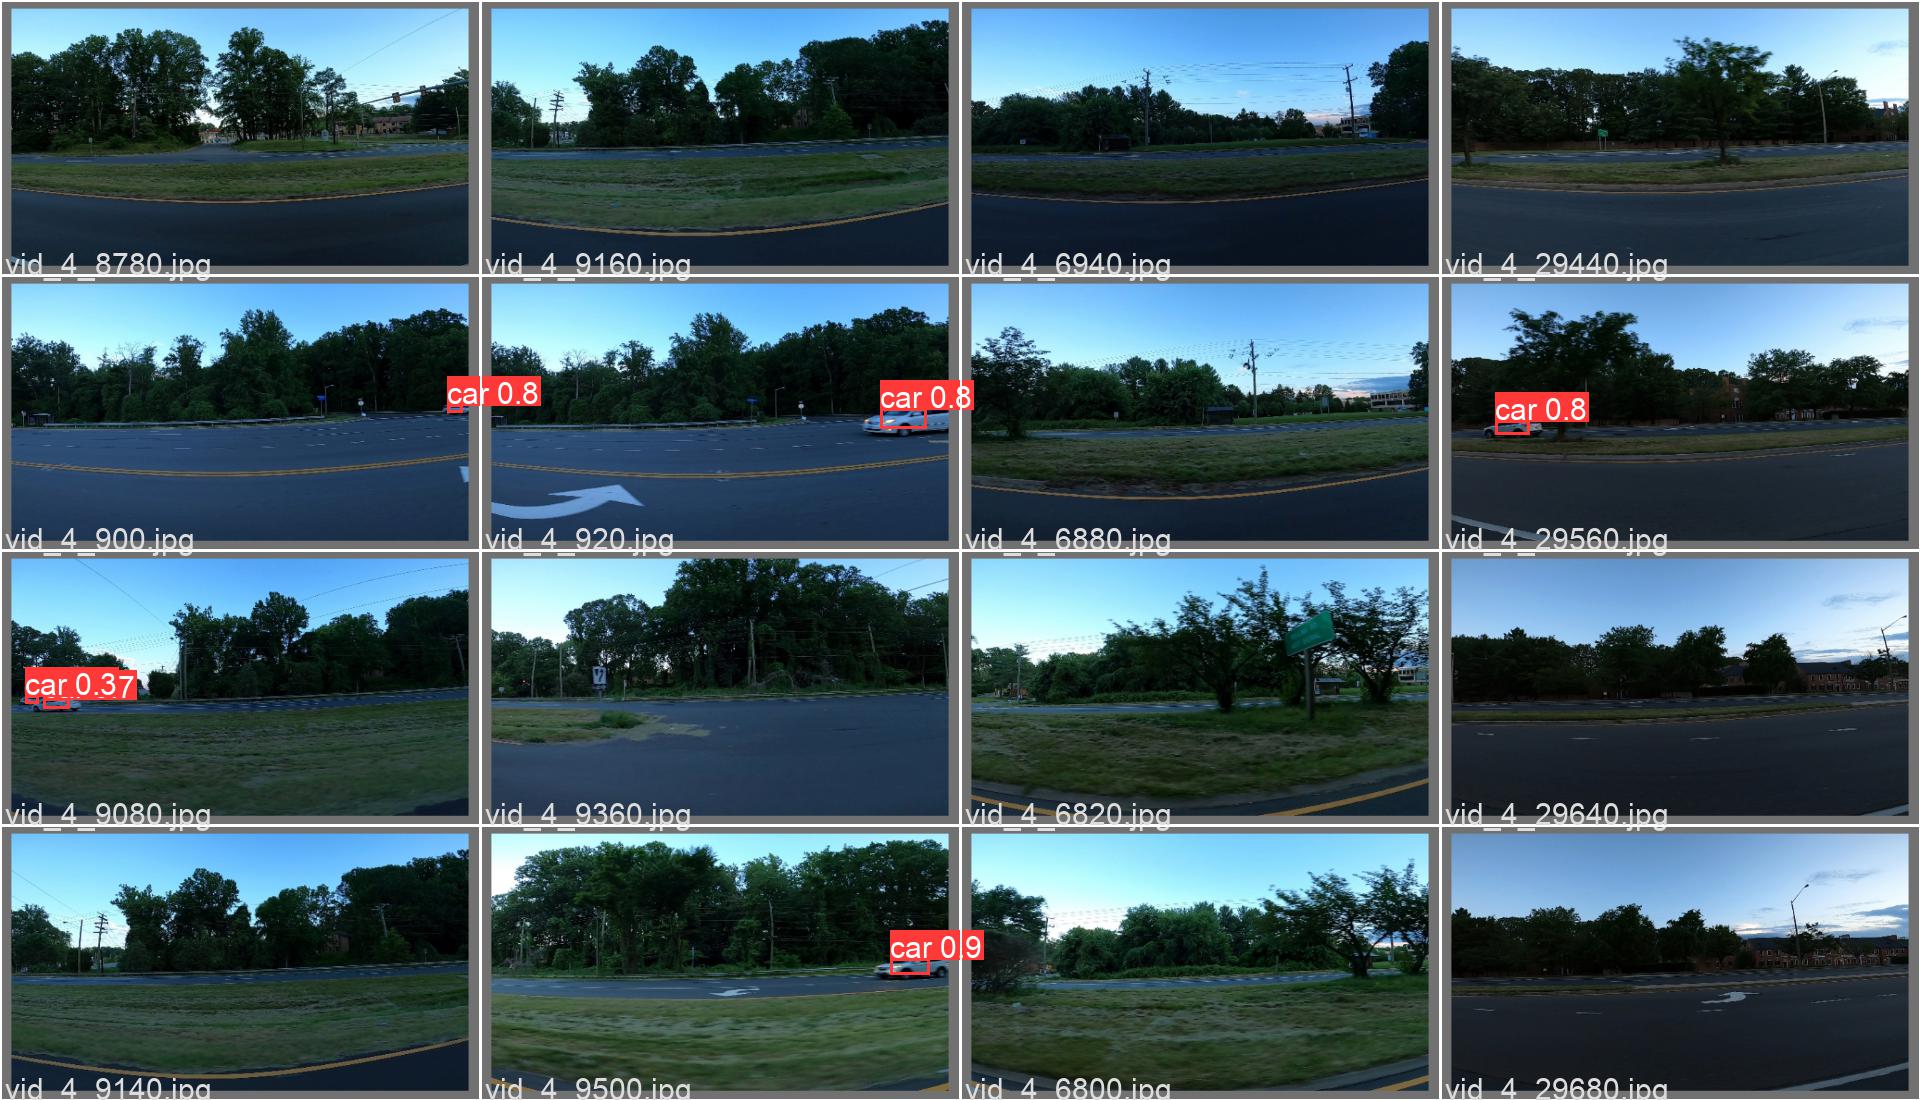 vid_4_8780.jpg
vid_4_9160.jpg
vid_4_6940.jpg
vid_4_29440.jpg
car 0.8
car 0.8
car 0.8
vid_4_900.jpg
vid_4_920.jpg
vid_4_6880.jpg
vid_4_29560.jpg
car 0.37
vid_4_9080.jpg
vid_4_9360.jpg
vid_4_6820.jpg
vid_4_29640.jpg
car 0.9
vid_4_9140.jpg
vid_4_9500.jpg
vid_4_6800.jpg
vid_4_29680.jpg